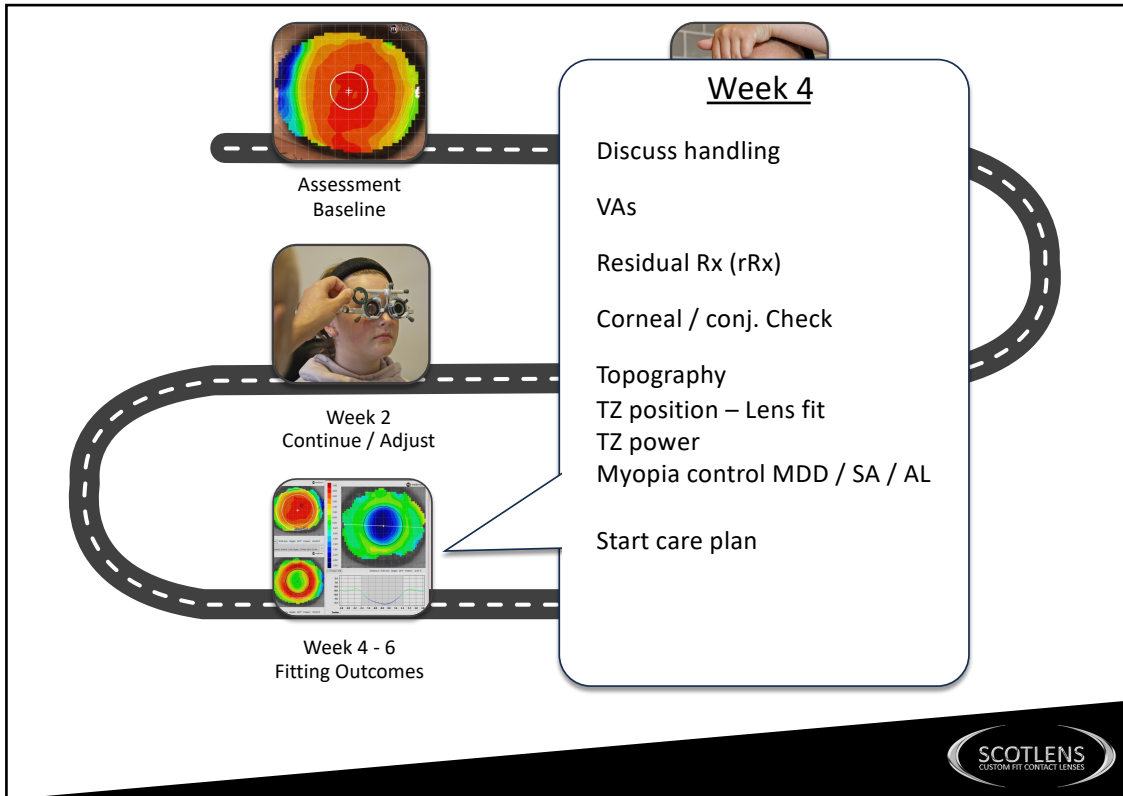 Assessment
Baseline
Week 2
Continue / Adjust
Week 4 - 6
Fitting Outcomes
Week 4
Discuss handling
VAs
Residual Rx (rRx)
Corneal / conj. Check
Topography
TZ position – Lens fit
TZ power
Myopia control MDD / SA / AL
Start care plan
SCOTLENS
CUSTOM FIT CONTACT LENSES